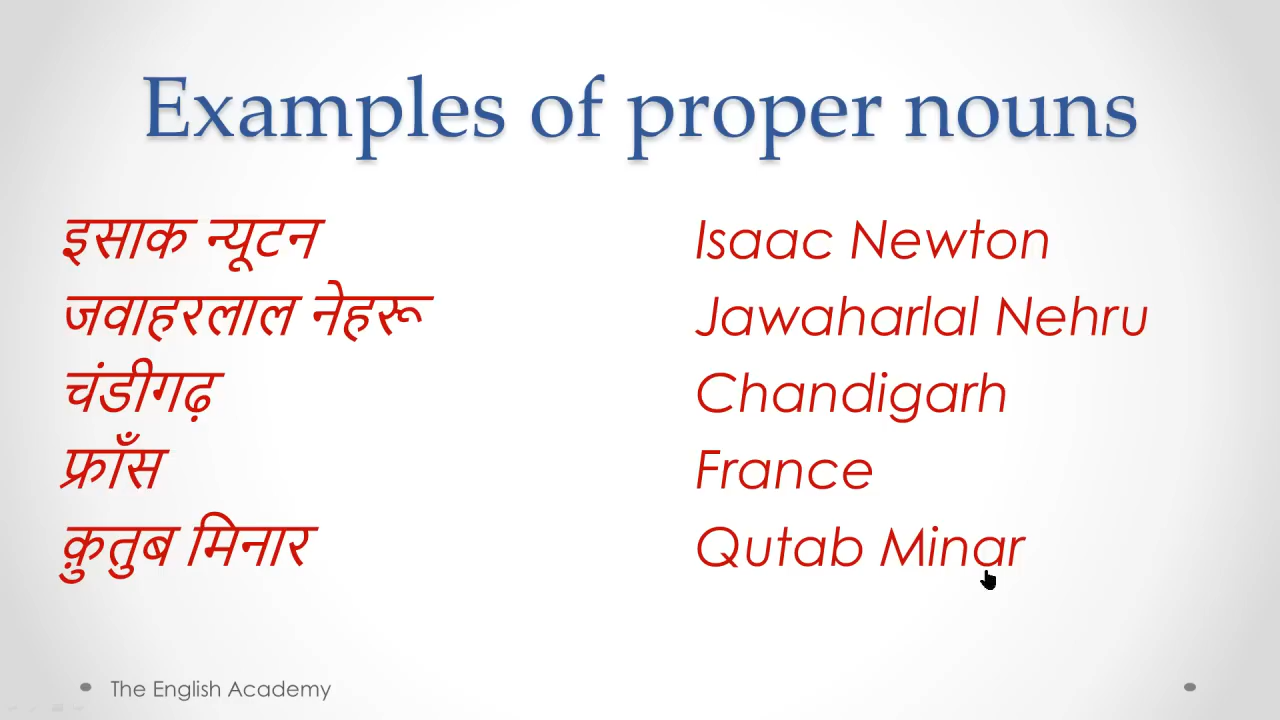 Examples of proper nouns
इसाक न्यूटन Isaac Newton
जवाहरलाल नेहरू Jawaharlal Nehru
चंडीगढ़ Chandigarh
फ्राँस France
क़ुतुब मिनार Qutab Minar
The English Academy